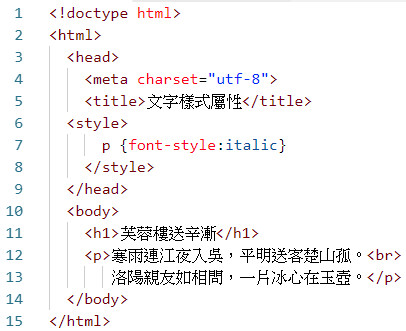 1 <!doctype html>
2 <html>
3 <head>
4 <meta charset="utf-8">
5 <title>文字樣式屬性</title>
6 <style>
7 p {font-style:italic}
8 </style>
9 </head>
10 <body>
11 <h1>芙蓉樓送辛漸</h1>
12 <p>寒雨連江夜入吳，平明送客楚山孤。<br>
13 洛陽親友如相問，一片冰心在玉壺。</p>
14 </body>
15 </html>